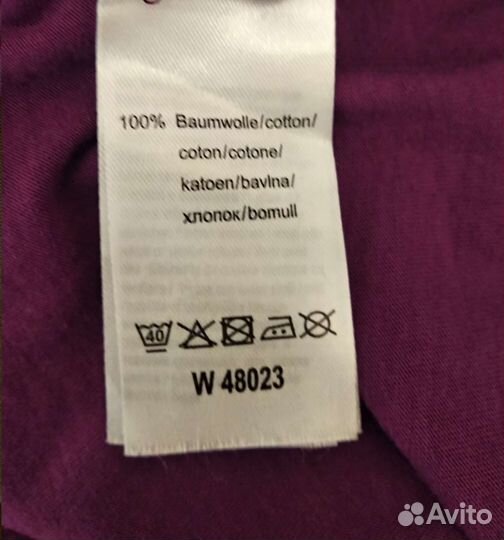 100% Baumwolle/cotton/
coton/cotone/
katoen/bavlna/
хлопок/bomull
40
W 48023
Avito